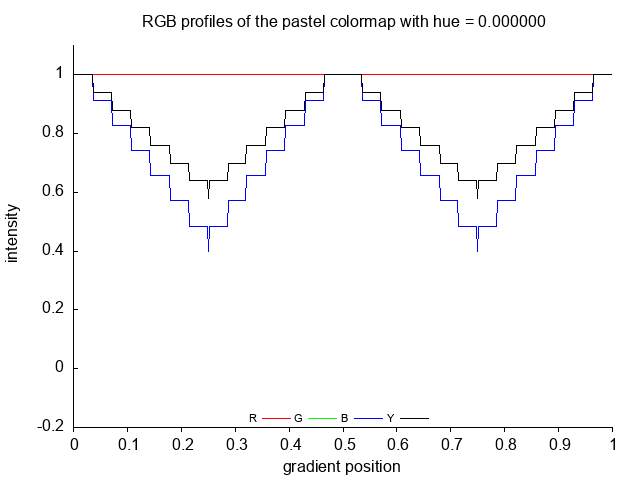 RGB profiles of the pastel colormap with hue = 0.000000
1
0.8
0.6
0.4
0.2
0
-0.2
intensity
R G B Y
0 0.1 0.2 0.3 0.4 0.5 0.6 0.7 0.8 0.9 1
gradient position